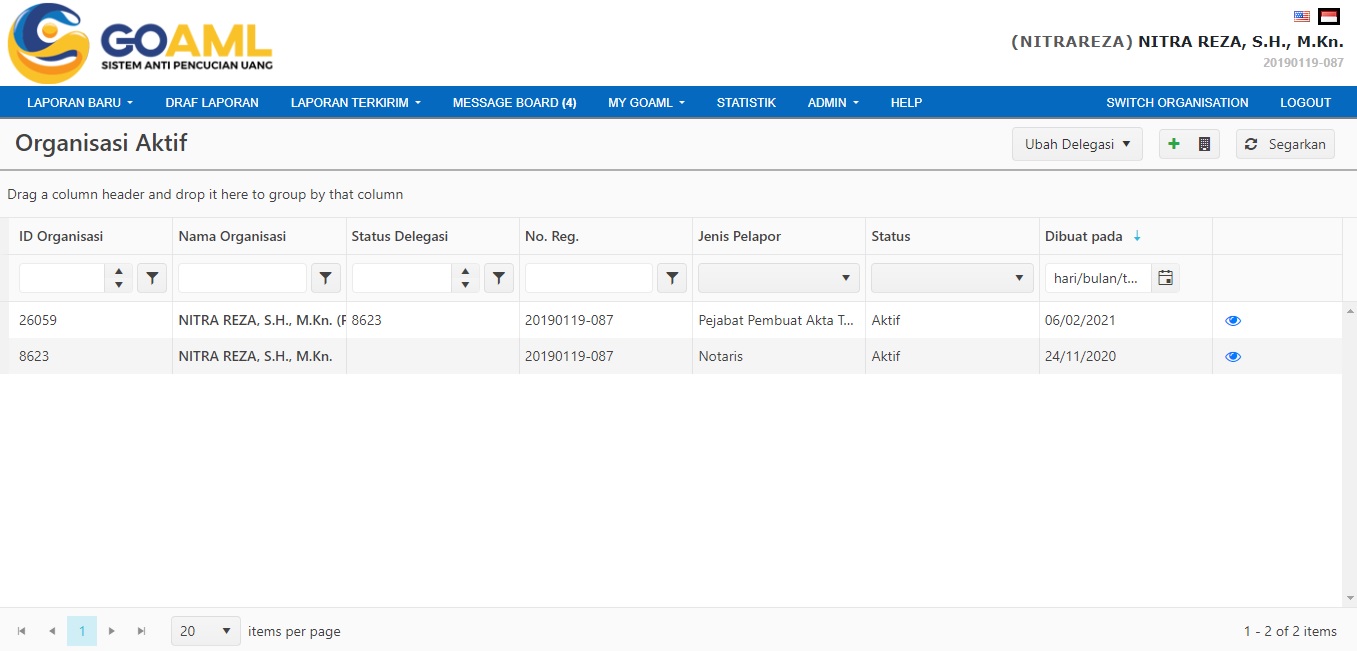 GOAML
SISTEM ANTI PENCUCIAN UANG
(NITRAREZA) NITRA REZA, S.H., M.Kn.
20190119-087
LAPORAN BARU DRAF LAPORAN LAPORAN TERKIRIM MESSAGE BOARD (4) MY GOAML STATISTIK ADMIN HELP SWITCH ORGANISATION LOGOUT
Organisasi Aktif Ubah Delegasi Segarkan
Drag a column header and drop it here to group by that column
ID Organisasi Nama Organisasi Status Delegasi No. Reg. Jenis Pelapor Status Dibuat pada
hari/bulan/t...
26059 NITRA REZA, S.H., M.Kn. (P 8623 20190119-087 Pejabat Pembuat Akta T... Aktif 06/02/2021
8623 NITRA REZA, S.H., M.Kn. 20190119-087 Notaris Aktif 24/11/2020
1 20 items per page 1 - 2 of 2 items